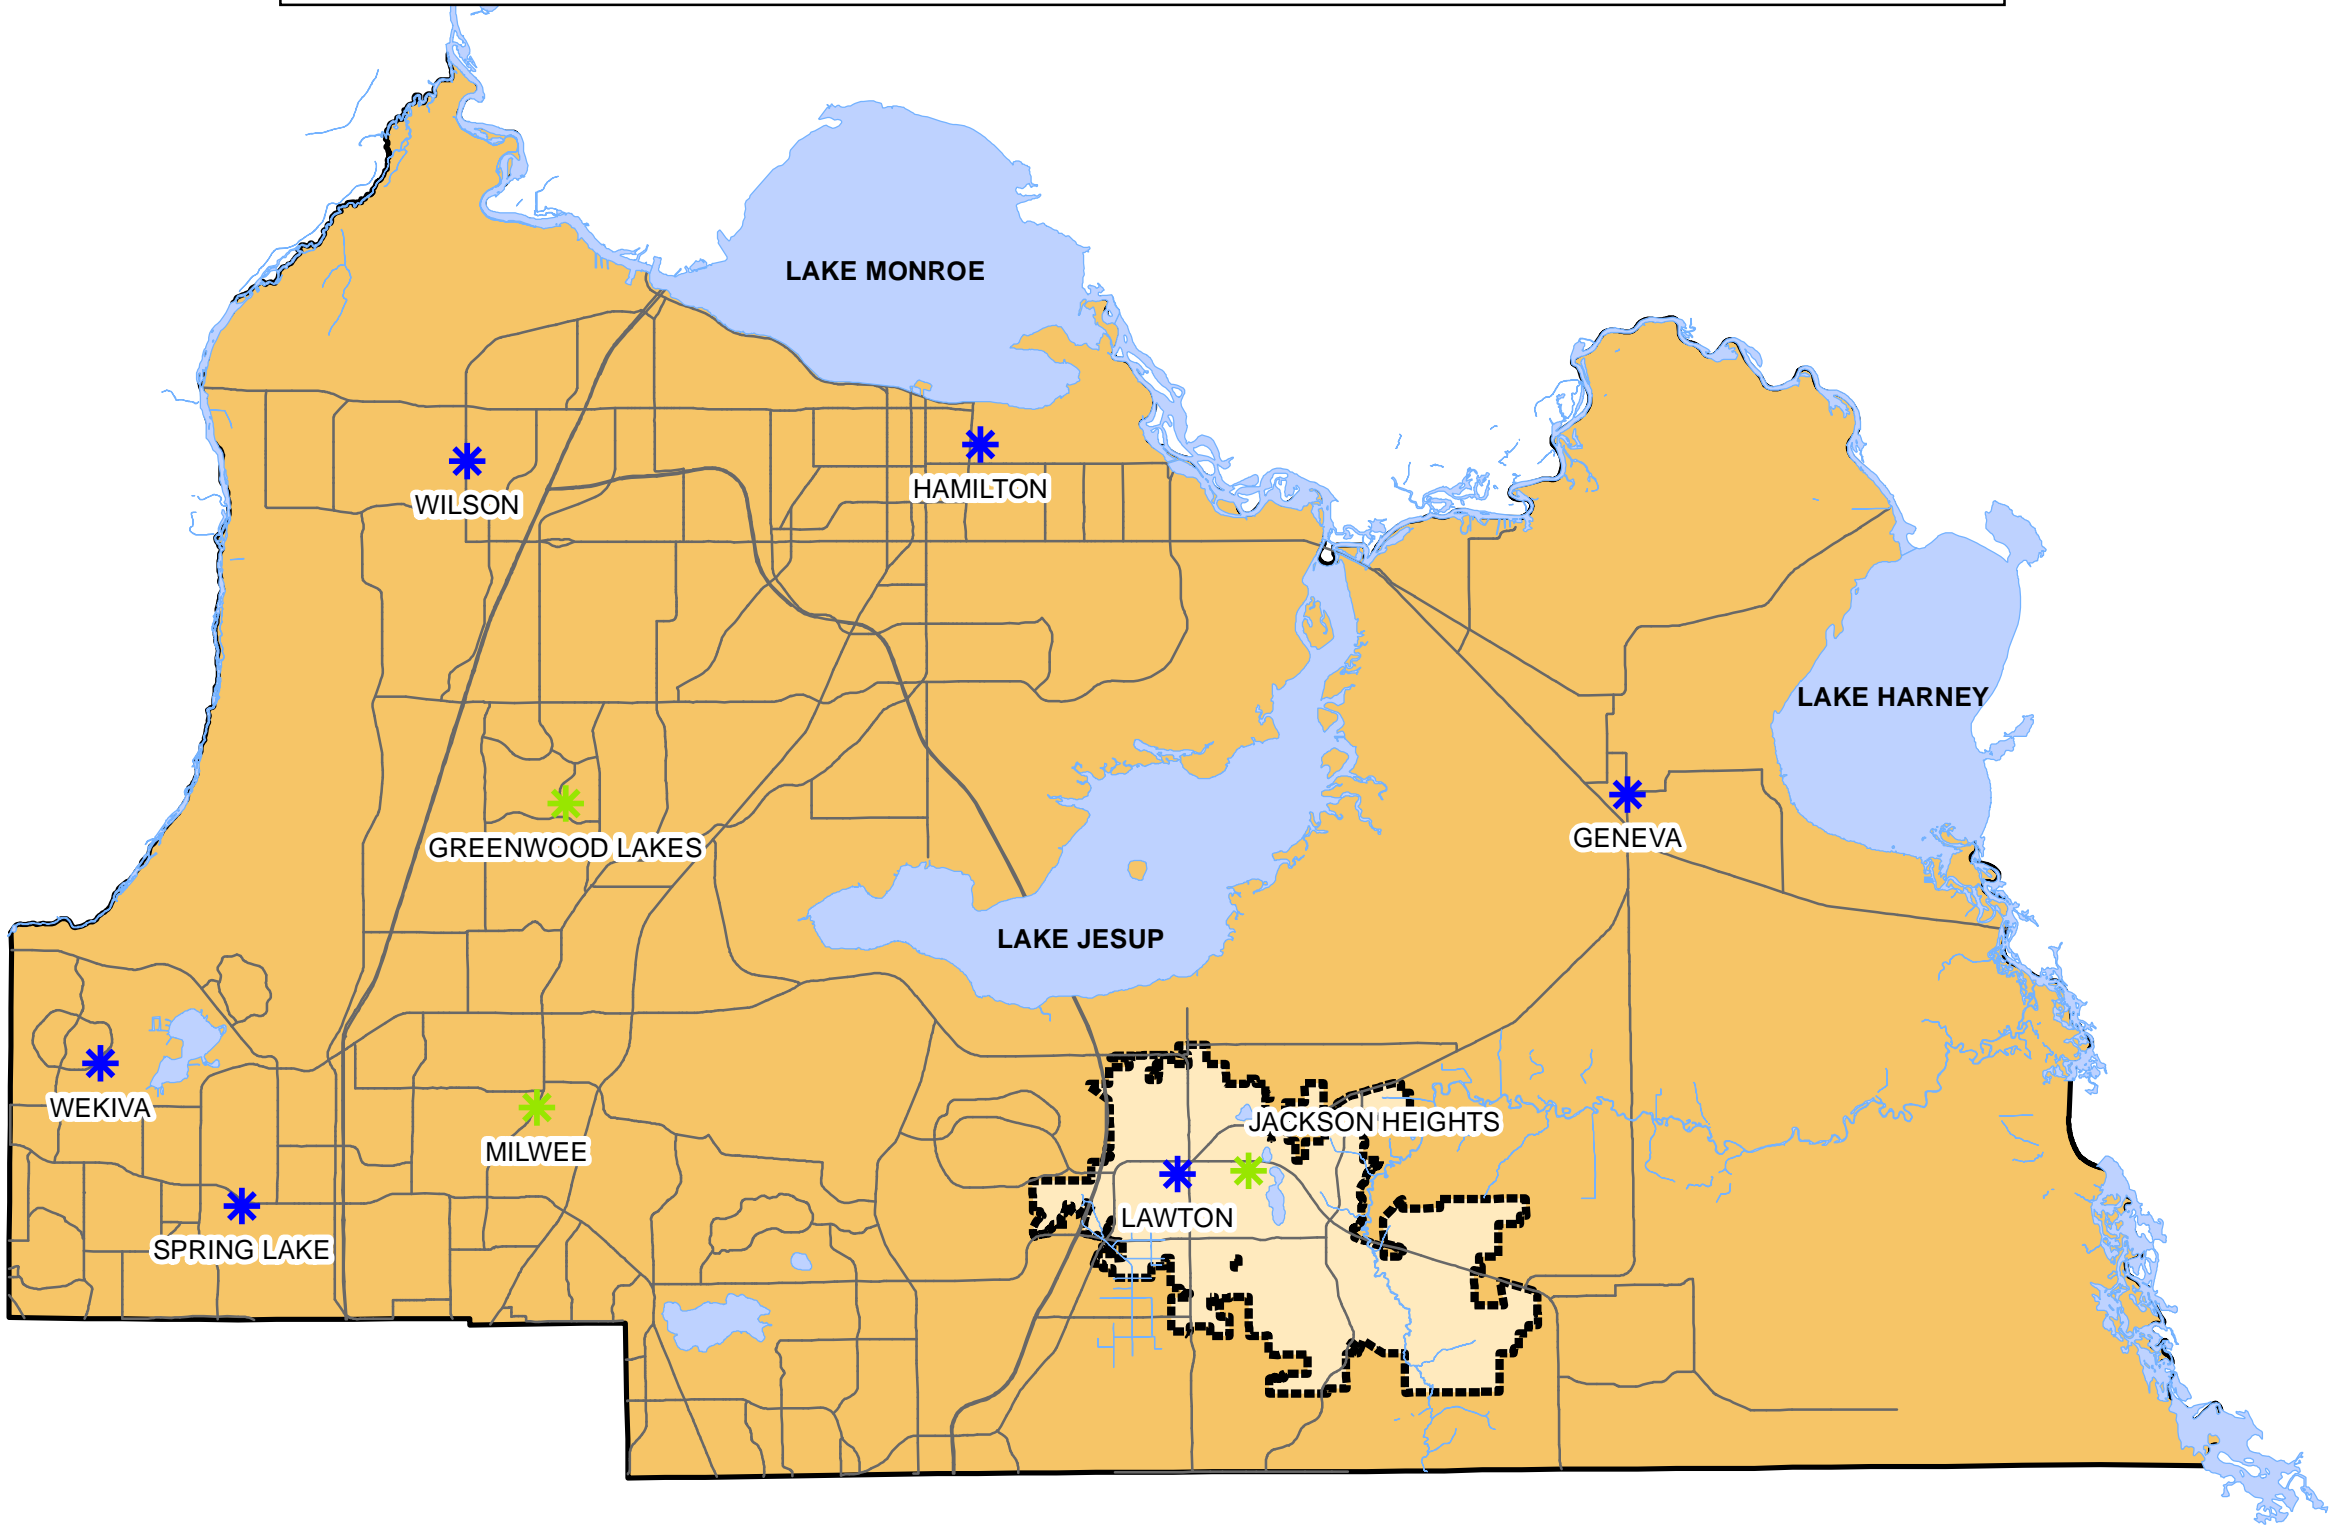 LAKE MONROE
WILSON
HAMILTON
LAKE HARNEY
GREENWOOD LAKES
GENEVA
LAKE JESUP
WEKIVA
JACKSON HEIGHTS
MILWEE
LAWTON
SPRING LAKE